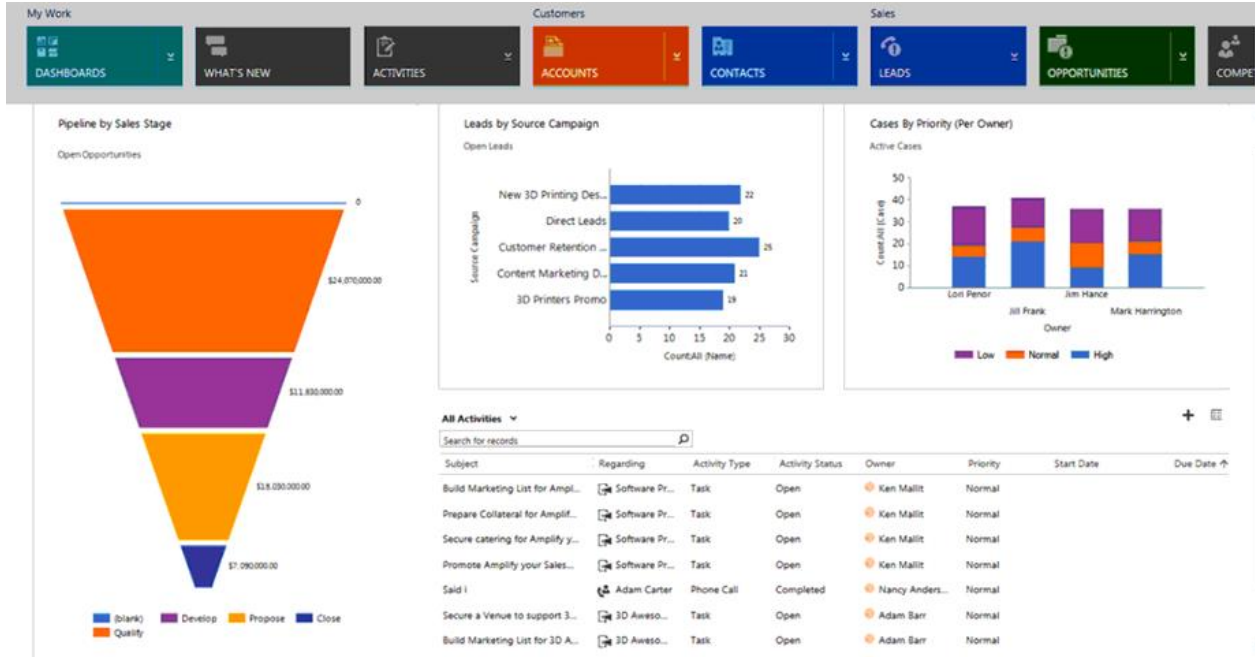 My Work Customers Sales
DASHBOARDS WHAT'S NEW ACTIVITIES ACCOUNTS CONTACTS LEADS OPPORTUNITIES COMPE
Pipeline by Sales Stage
Open Opportunities
0
$24,070,000.00
$11,830,000.00
$18,030,000.00
$7,090,000.00
(blank) Develop Propose Close
Qualify
Leads by Source Campaign
Open Leads
Source Campaign
New 3D Printing Des... 22
Direct Leads 20
Customer Retention ... 25
Content Marketing D... 21
3D Printers Promo 19
0 5 10 15 20 25 30
Count:All (Name)
Cases By Priority (Per Owner)
Active Cases
Count:All (Case)
50
40
30
20
10
0
Lori Penor Jim Hance
Jill Frank Mark Harrington
Owner
Low Normal High
All Activities
Search for records
Subject Regarding Activity Type Activity Status Owner Priority Start Date Due Date
Build Marketing List for Ampl... Software Pr... Task Open Ken Mallit Normal
Prepare Collateral for Amplif... Software Pr... Task Open Ken Mallit Normal
Secure catering for Amplify y... Software Pr... Task Open Ken Mallit Normal
Promote Amplify your Sales... Software Pr... Task Open Ken Mallit Normal
Said i Adam Carter Phone Call Completed Nancy Anders... Normal
Secure a Venue to support 3... 3D Aweso... Task Open Adam Barr Normal
Build Marketing List for 3D A... 3D Aweso... Task Open Adam Barr Normal